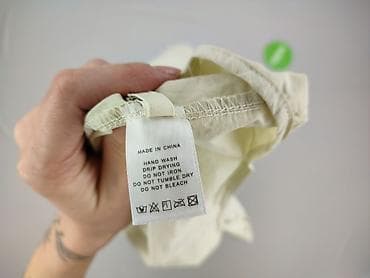 MADE IN CHINA
HAND WASH
DRIP DRYING
DO NOT IRON
DO NOT TUMBLE DRY
DO NOT BLEACH